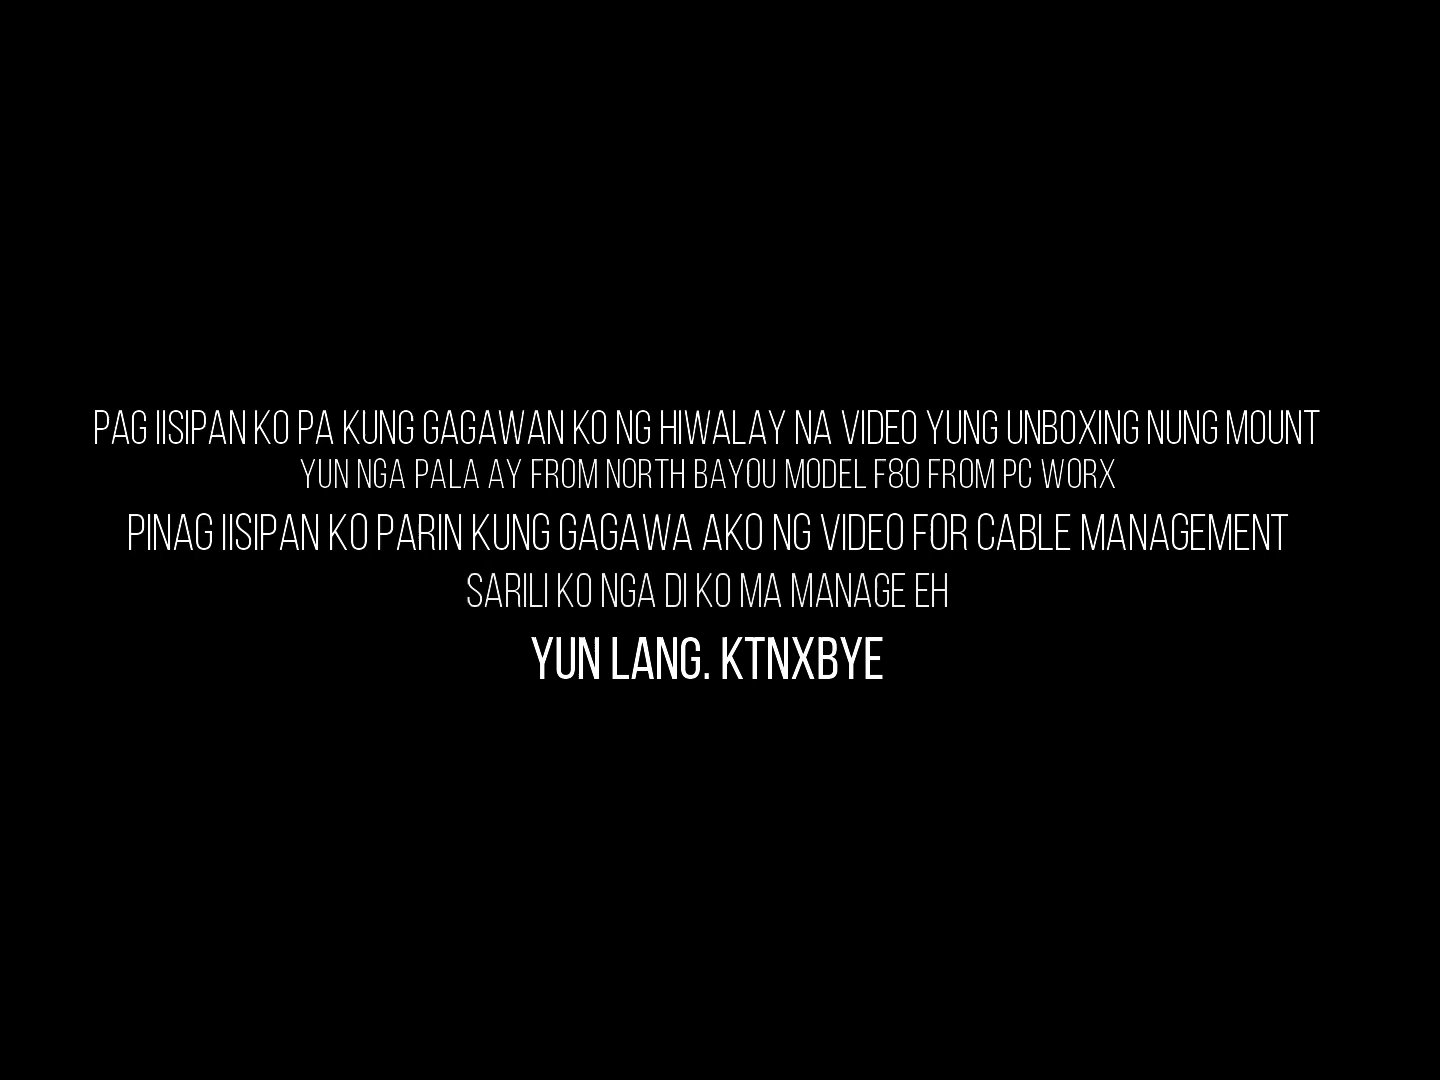 PAG IISIPAN KO PA KUNG GAGAWAN KO NG HIWALAY NA VIDEO YUNG UNBOXING NUNG MOUNT
YUN NGA PALA AY FROM NORTH BAYOU MODEL F80 FROM PC WORX
PINAG IISIPAN KO PARIN KUNG GAGAWA AKO NG VIDEO FOR CABLE MANAGEMENT
SARILI KO NGA DI KO MA MANAGE EH
YUN LANG. KTNXBYE